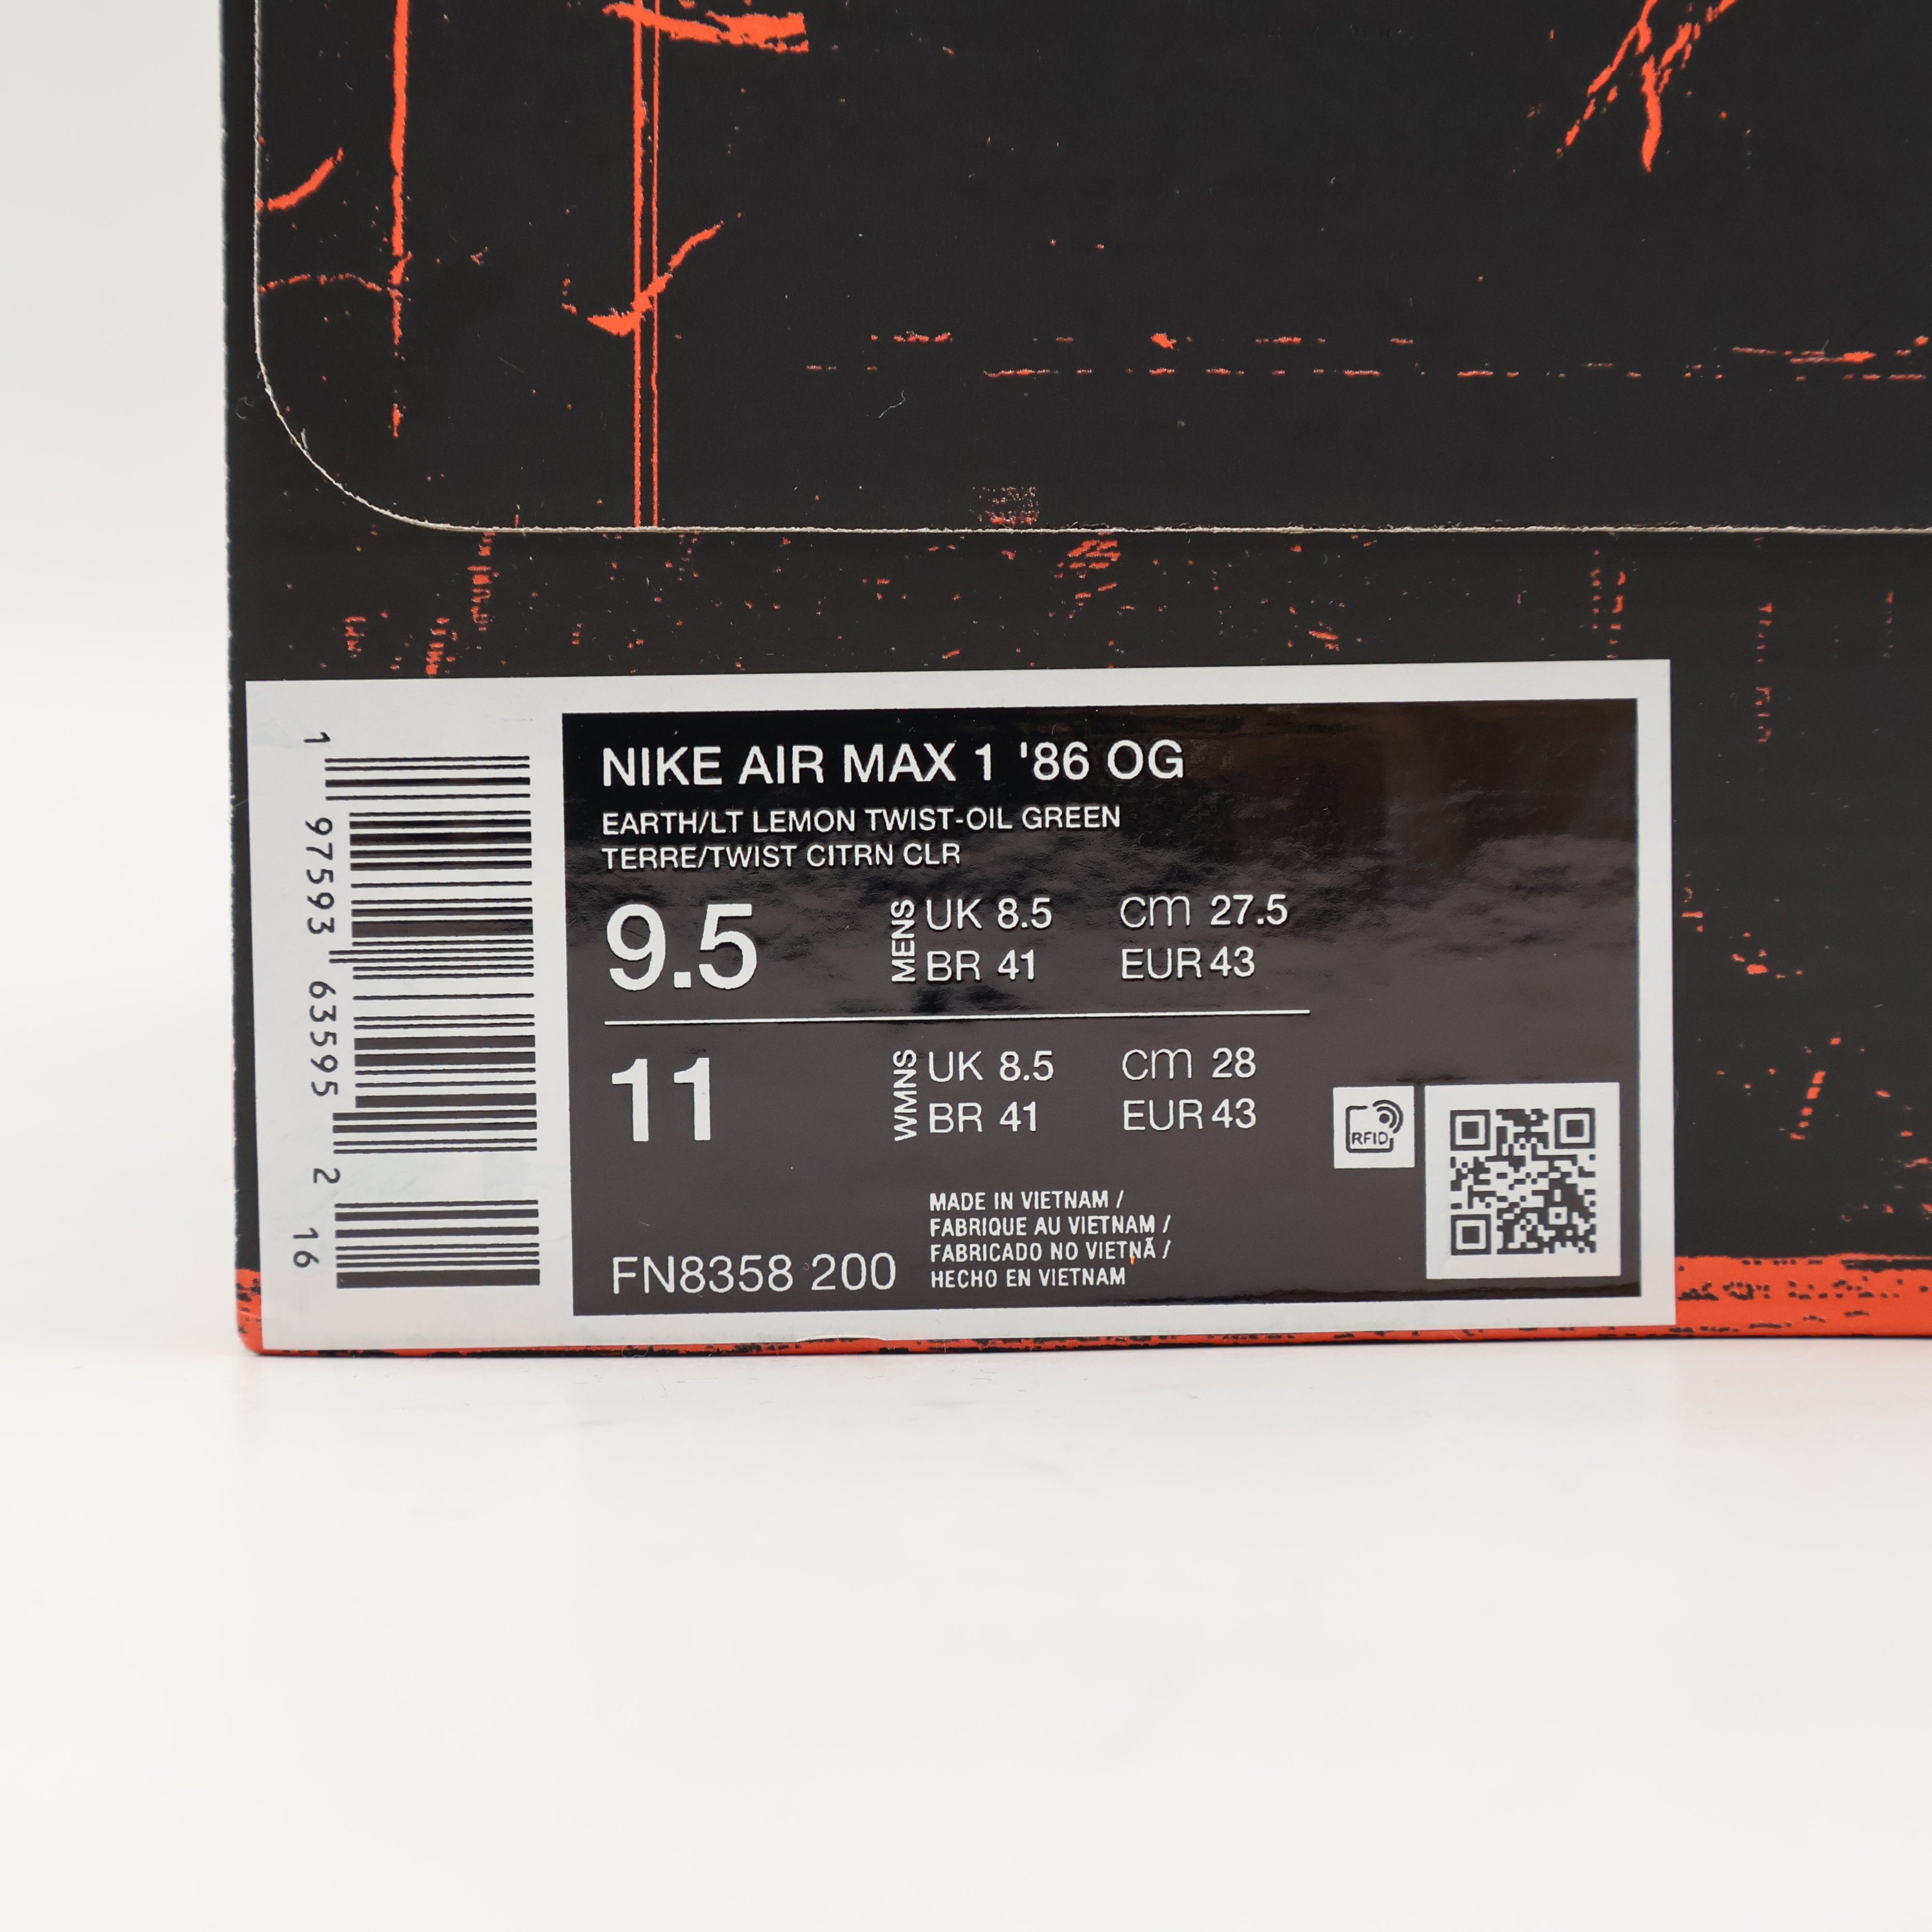 NIKE AIR MAX 1 '86 OG
EARTH/LT LEMON TWIST-OIL GREEN
TERRE/TWIST CITRN CLR
9.5
MENS
UK 8.5 cm 27.5
BR 41 EUR 43
11
WMNS
UK 8.5 cm 28
BR 41 EUR 43
MADE IN VIETNAM /
FABRIQUE AU VIETNAM /
FABRICADO NO VIETNÃ /
HECHO EN VIETNAM
FN8358 200
RFID
1 97593 63595 2 16